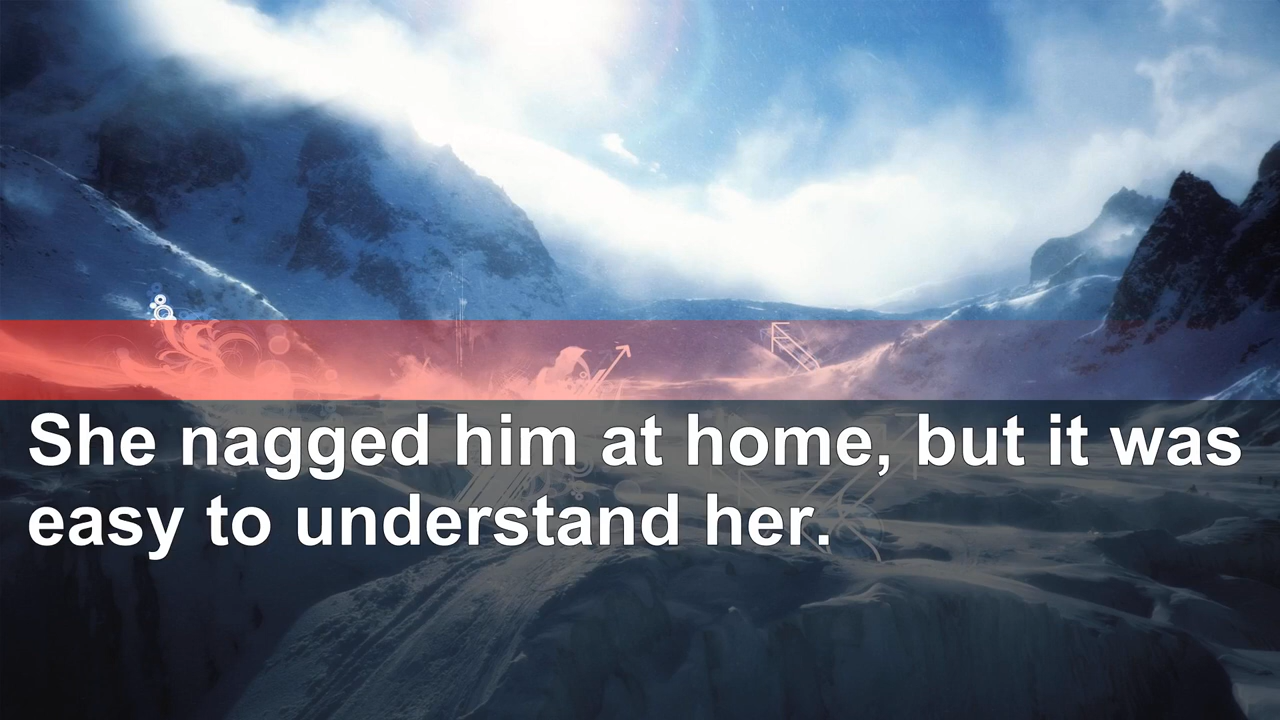 She nagged him at home, but it was
easy to understand her.